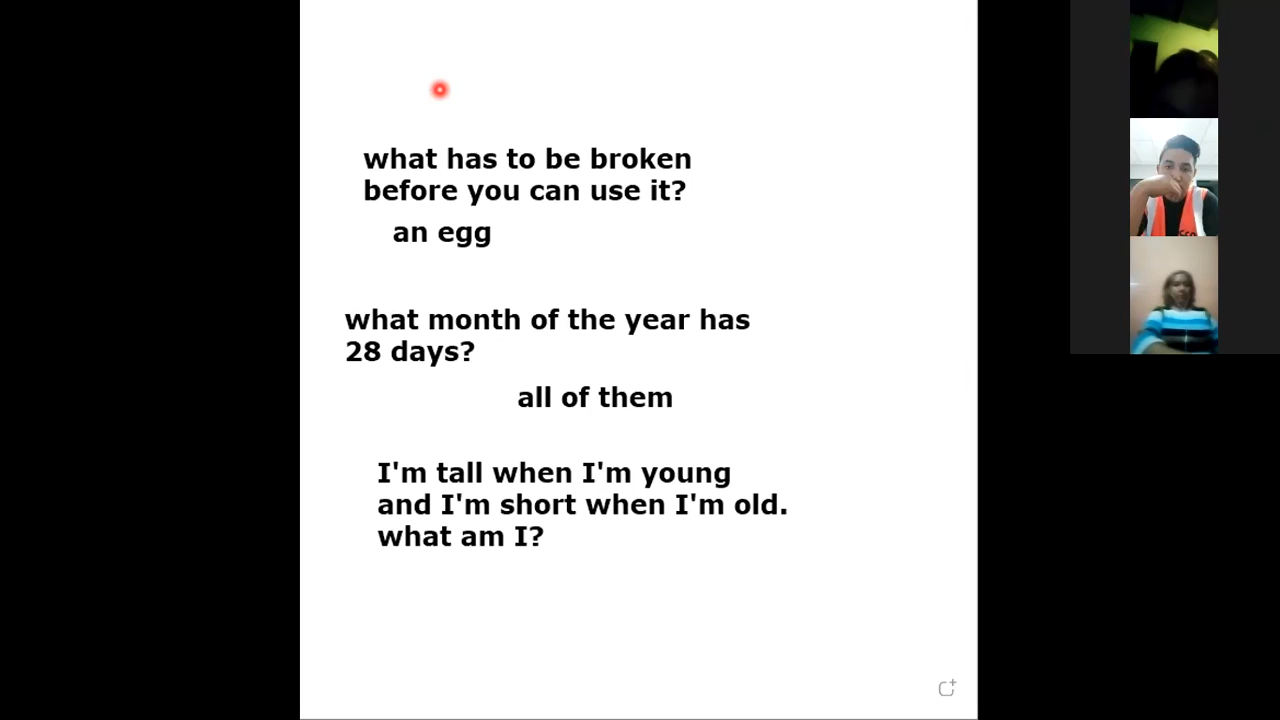 what has to be broken
before you can use it?
an egg
what month of the year has
28 days?
all of them
I'm tall when I'm young
and I'm short when I'm old.
what am I?